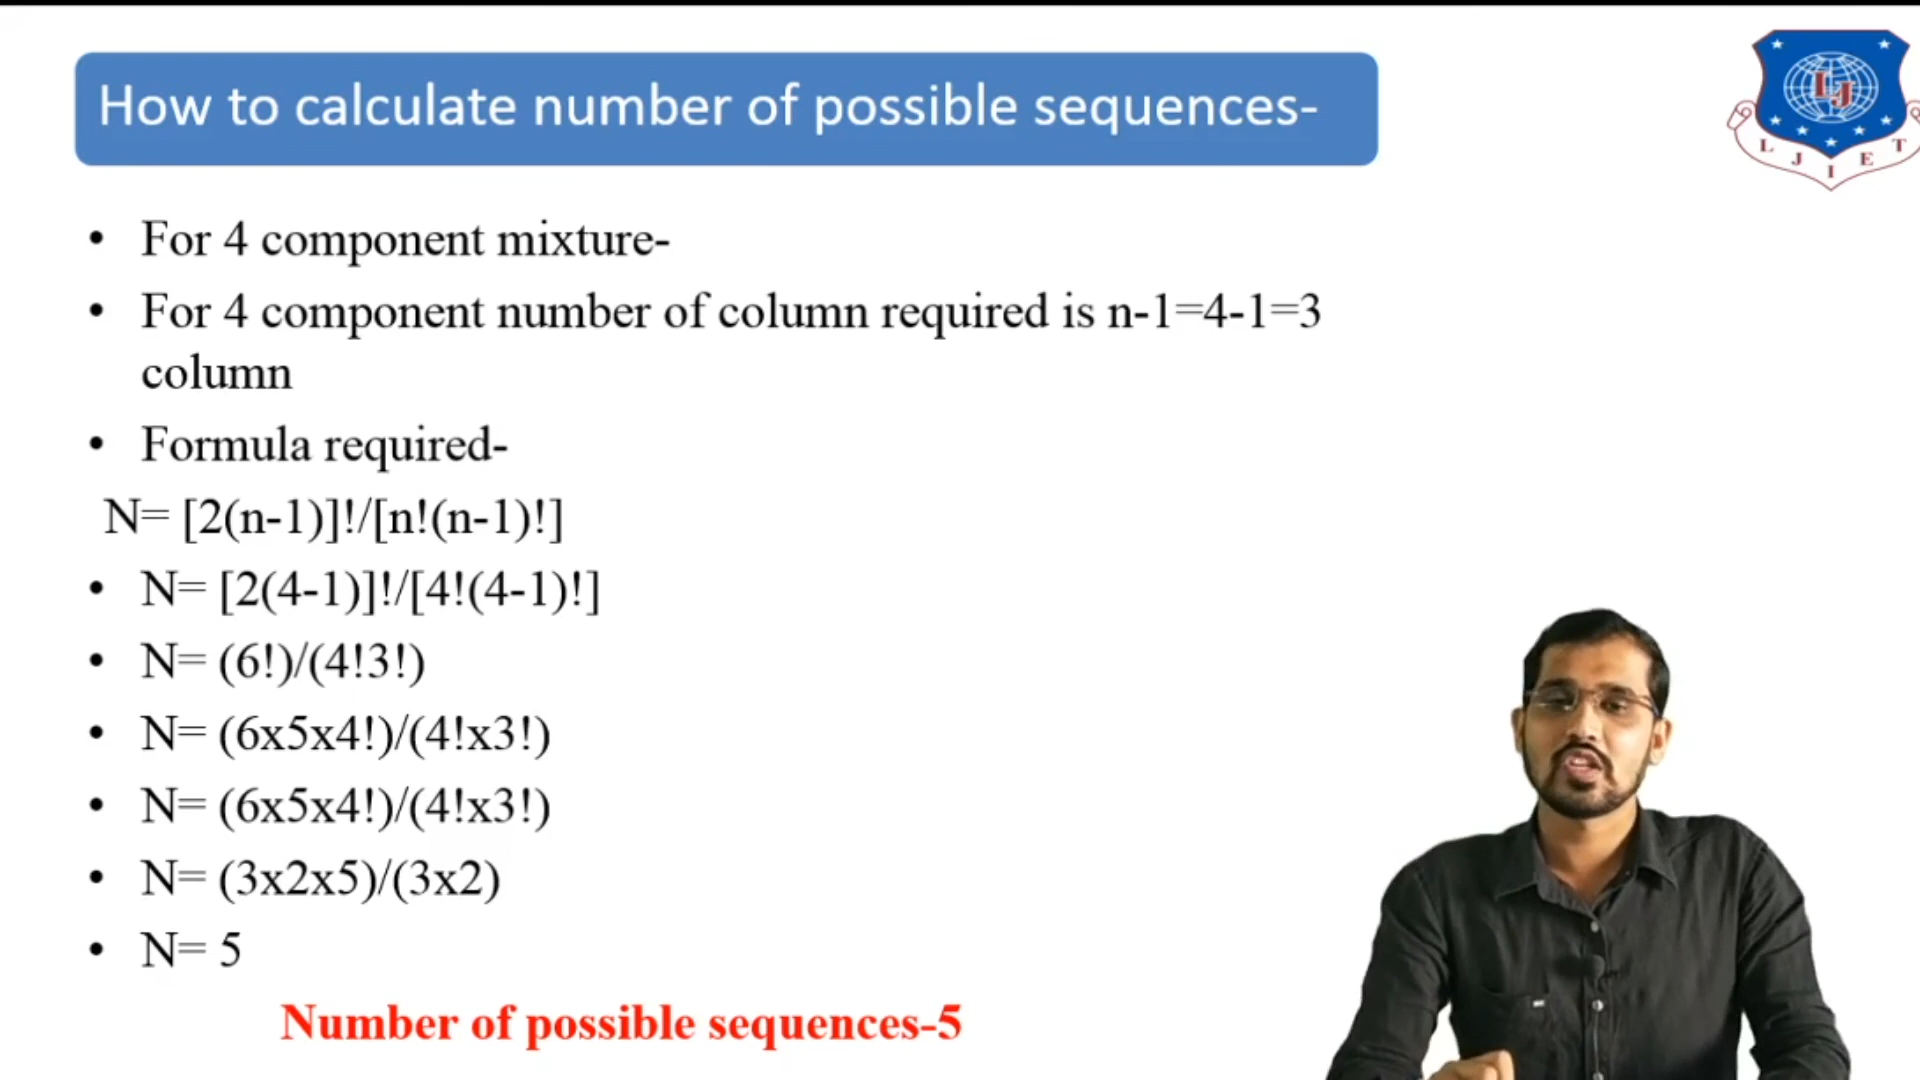 How to calculate number of possible sequences-
LJ
L J I E T
• For 4 component mixture-
• For 4 component number of column required is n-1=4-1=3
column
• Formula required-
N= [2(n-1)]!/[n!(n-1)!]
• N= [2(4-1)]!/[4!(4-1)!]
• N= (6!)/(4!3!)
• N= (6x5x4!)/(4!x3!)
• N= (6x5x4!)/(4!x3!)
• N= (3x2x5)/(3x2)
• N= 5
Number of possible sequences-5